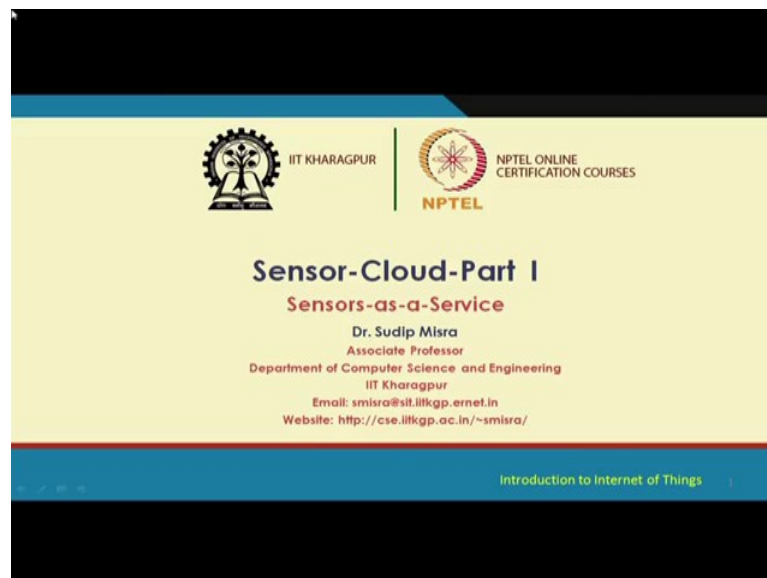 IIT KHARAGPUR
NPTEL ONLINE
CERTIFICATION COURSES
NPTEL
Sensor-Cloud-Part I
Sensors-as-a-Service
Dr. Sudip Misra
Associate Professor
Department of Computer Science and Engineering
IIT Kharagpur
Email: smisra@sit.iitkgp.ernet.in
Website: http://cse.iitkgp.ac.in/~smisra/
Introduction to Internet of Things
1